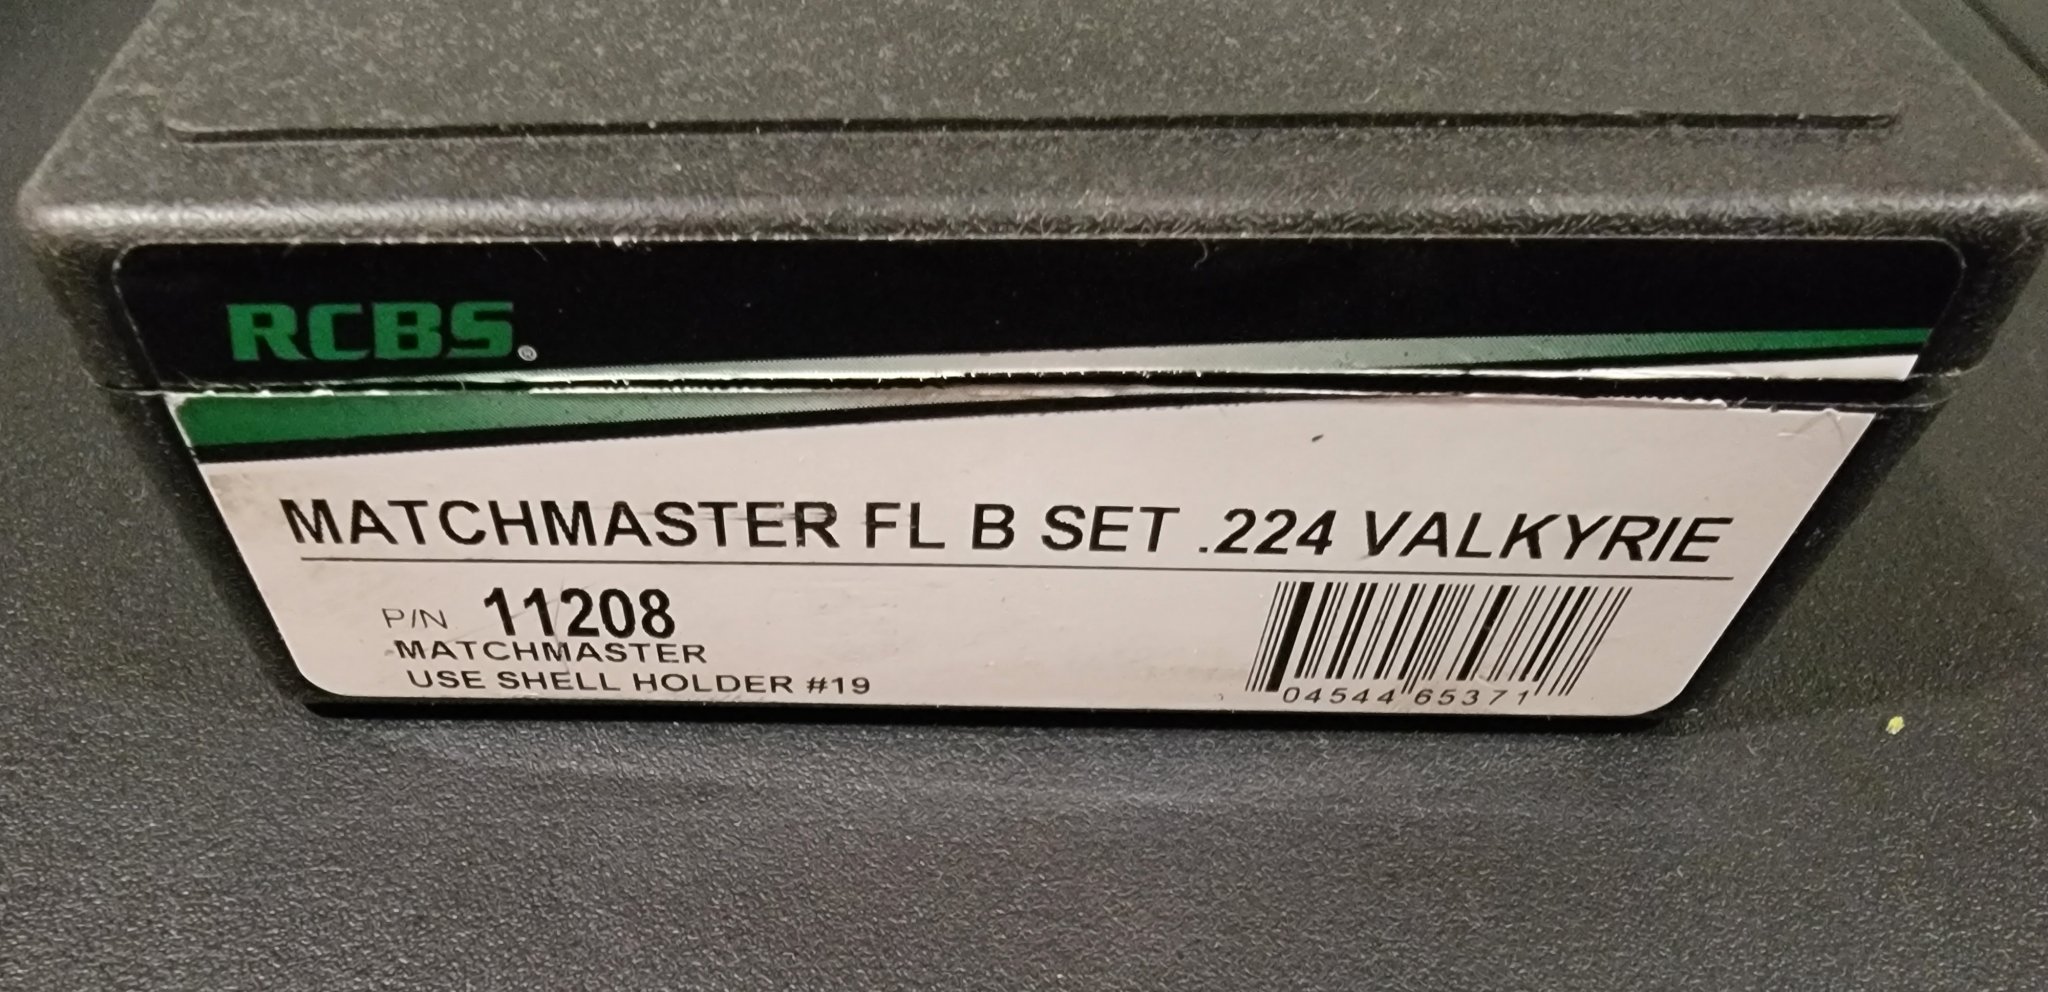 RCBS®
MATCHMASTER FL B SET .224 VALKYRIE
P/N 11208
MATCHMASTER
USE SHELL HOLDER #19
04544 65371